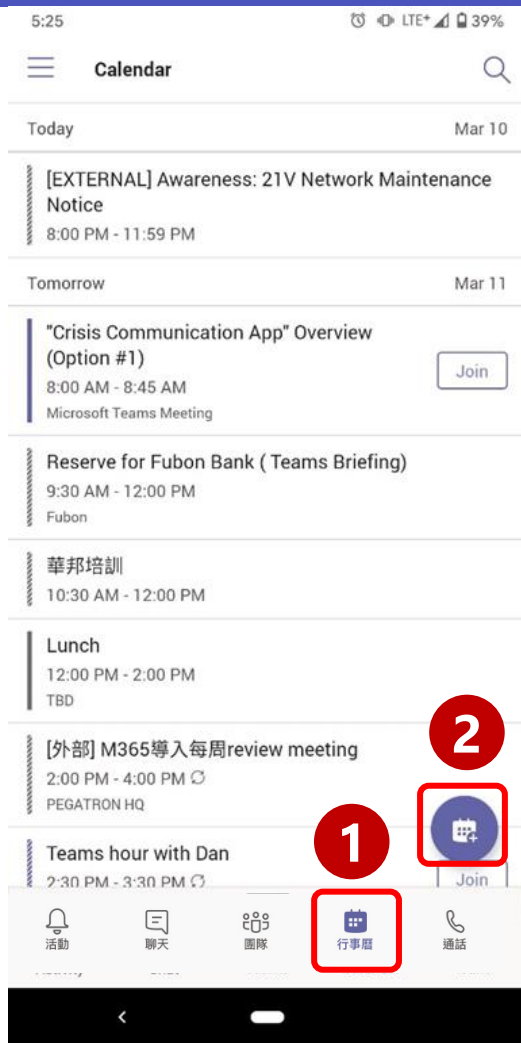 5:25 LTE+ 39%
Calendar
Today Mar 10
[EXTERNAL] Awareness: 21V Network Maintenance
Notice
8:00 PM - 11:59 PM
Tomorrow Mar 11
"Crisis Communication App" Overview
(Option #1)
8:00 AM - 8:45 AM
Microsoft Teams Meeting
Join
Reserve for Fubon Bank ( Teams Briefing)
9:30 AM - 12:00 PM
Fubon
華邦培訓
10:30 AM - 12:00 PM
Lunch
12:00 PM - 2:00 PM
TBD
[外部] M365導入每周review meeting
2:00 PM - 4:00 PM
PEGATRON HQ
2
1
Teams hour with Dan
2:30 PM - 3:30 PM
Join
活動 聊天 團隊 行事曆 通話